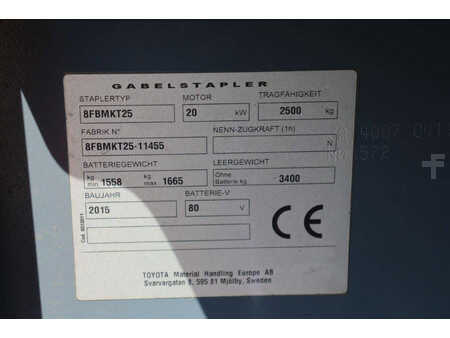 GABELSTAPLER
STAPLERTYP MOTOR TRAGFÄHIGKEIT
8FBMKT25 20 kW 2500 kg
FABRIK N° NENN-ZUGKRAFT (1h)
8FBMKT25-11455 N
BATTERIEGEWICHT LEERGEWICHT
kg min 1558 kg max 1665 Ohne Batterie kg 3400
BAUJAHR BATTERIE-V
2015 80 V
CE
TOYOTA Material Handling Europe AB
Svarvargatan 8, 595 81 Mjölby, Sweden